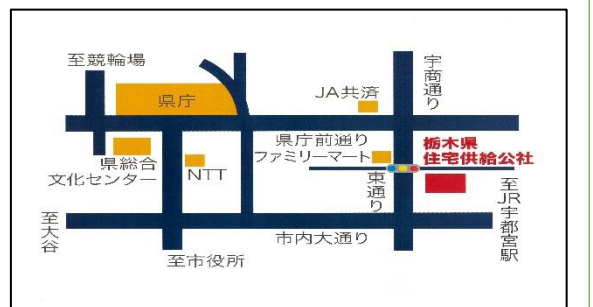 至競輪場
県庁
JA共済
宇商通り
県庁前通り
ファミリーマート
栃木県
住宅供給公社
県総合
文化センター
NTT
東通り
至JR宇都宮駅
至大谷
市内大通り
至市役所